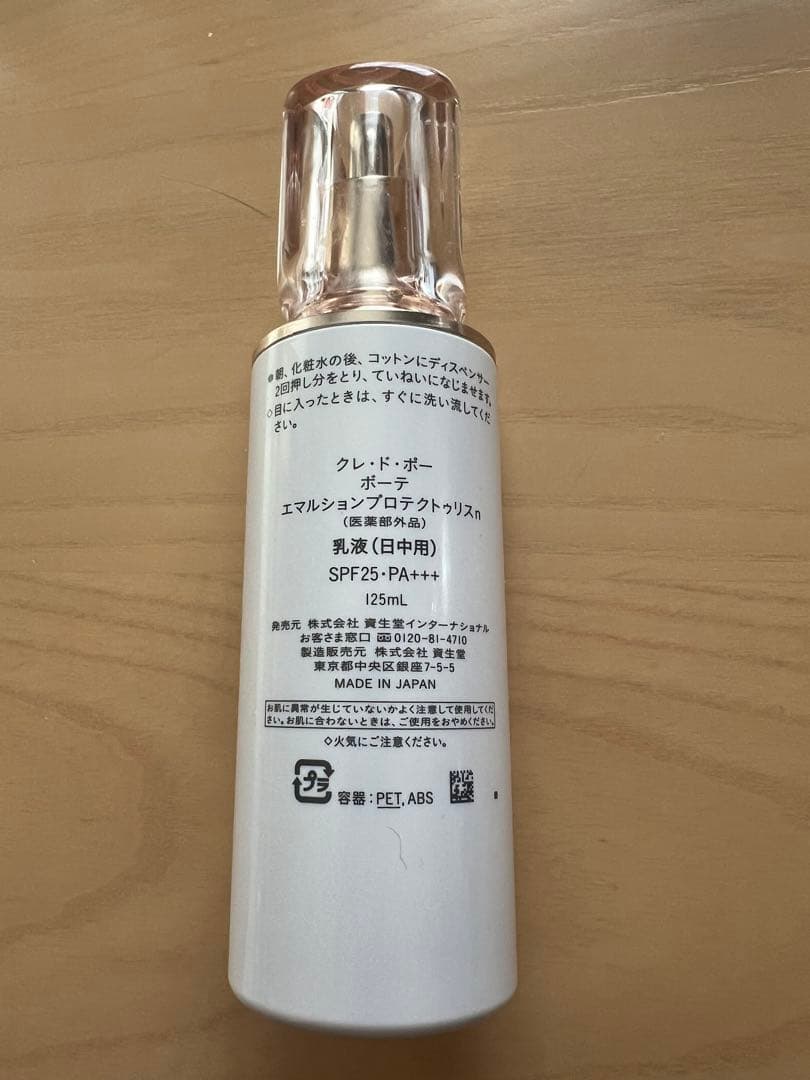 ●朝、化粧水の後、コットンにディスペンサー
2回押し分をとり、ていねいになじませます。
◇目に入ったときは、すぐに洗い流してくだ
さい。
クレ・ド・ポー
ボーテ
エマルションプロテクトゥリスn
(医薬部外品)
乳液(日中用)
SPF25・PA+++
125mL
発売元 株式会社 資生堂インターナショナル
お客さま窓口 0120-81-4710
製造販売元 株式会社 資生堂
東京都中央区銀座7-5-5
MADE IN JAPAN
お肌に異常が生じていないかよく注意して使用してくだ
さい。お肌に合わないときは、ご使用をおやめください。
◇火気にご注意ください。
プラ 容器:PET,ABS